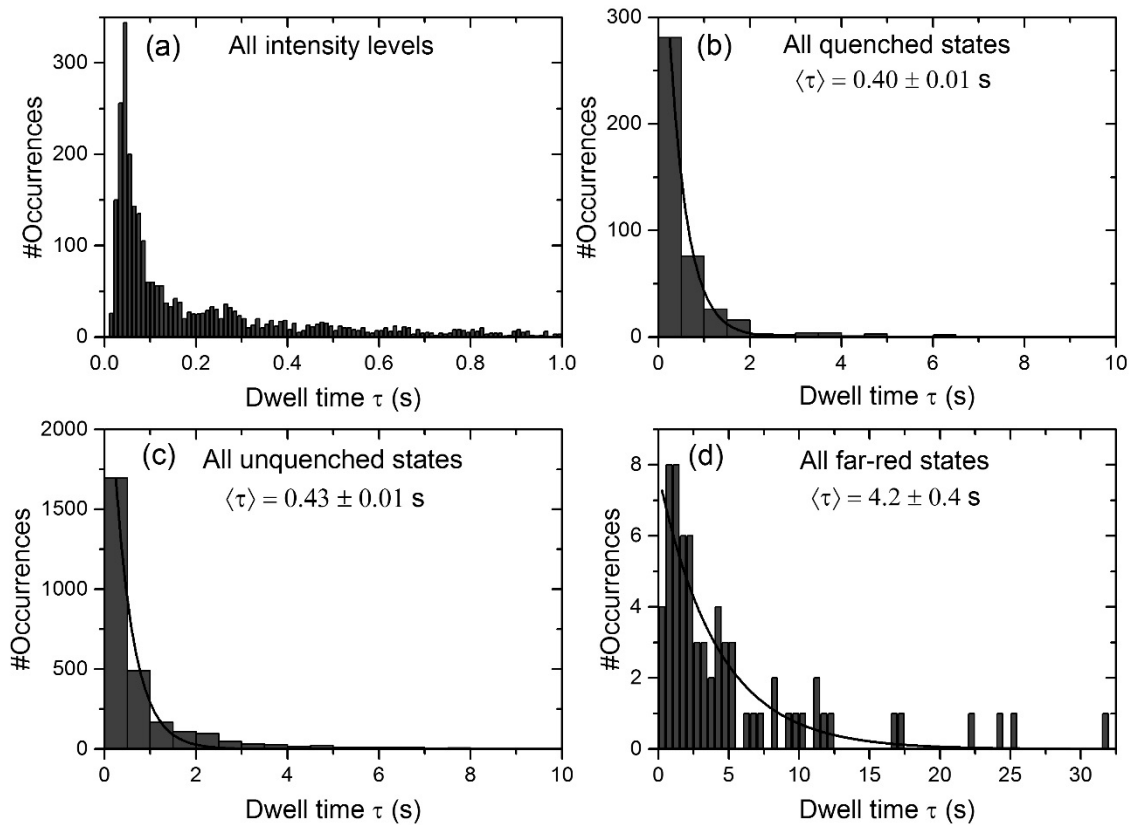 (a) All intensity levels
#Occurrences
300
200
100
0
0.0 0.2 0.4 0.6 0.8 1.0
Dwell time τ (s)
(b) All quenched states
⟨τ⟩ = 0.40 ± 0.01 s
#Occurrences
300
200
100
0
0 2 4 6 8 10
Dwell time τ (s)
(c) All unquenched states
⟨τ⟩ = 0.43 ± 0.01 s
#Occurrences
2000
1500
1000
500
0
0 2 4 6 8 10
Dwell time τ (s)
(d) All far-red states
⟨τ⟩ = 4.2 ± 0.4 s
#Occurrences
8
6
4
2
0
0 5 10 15 20 25 30
Dwell time τ (s)